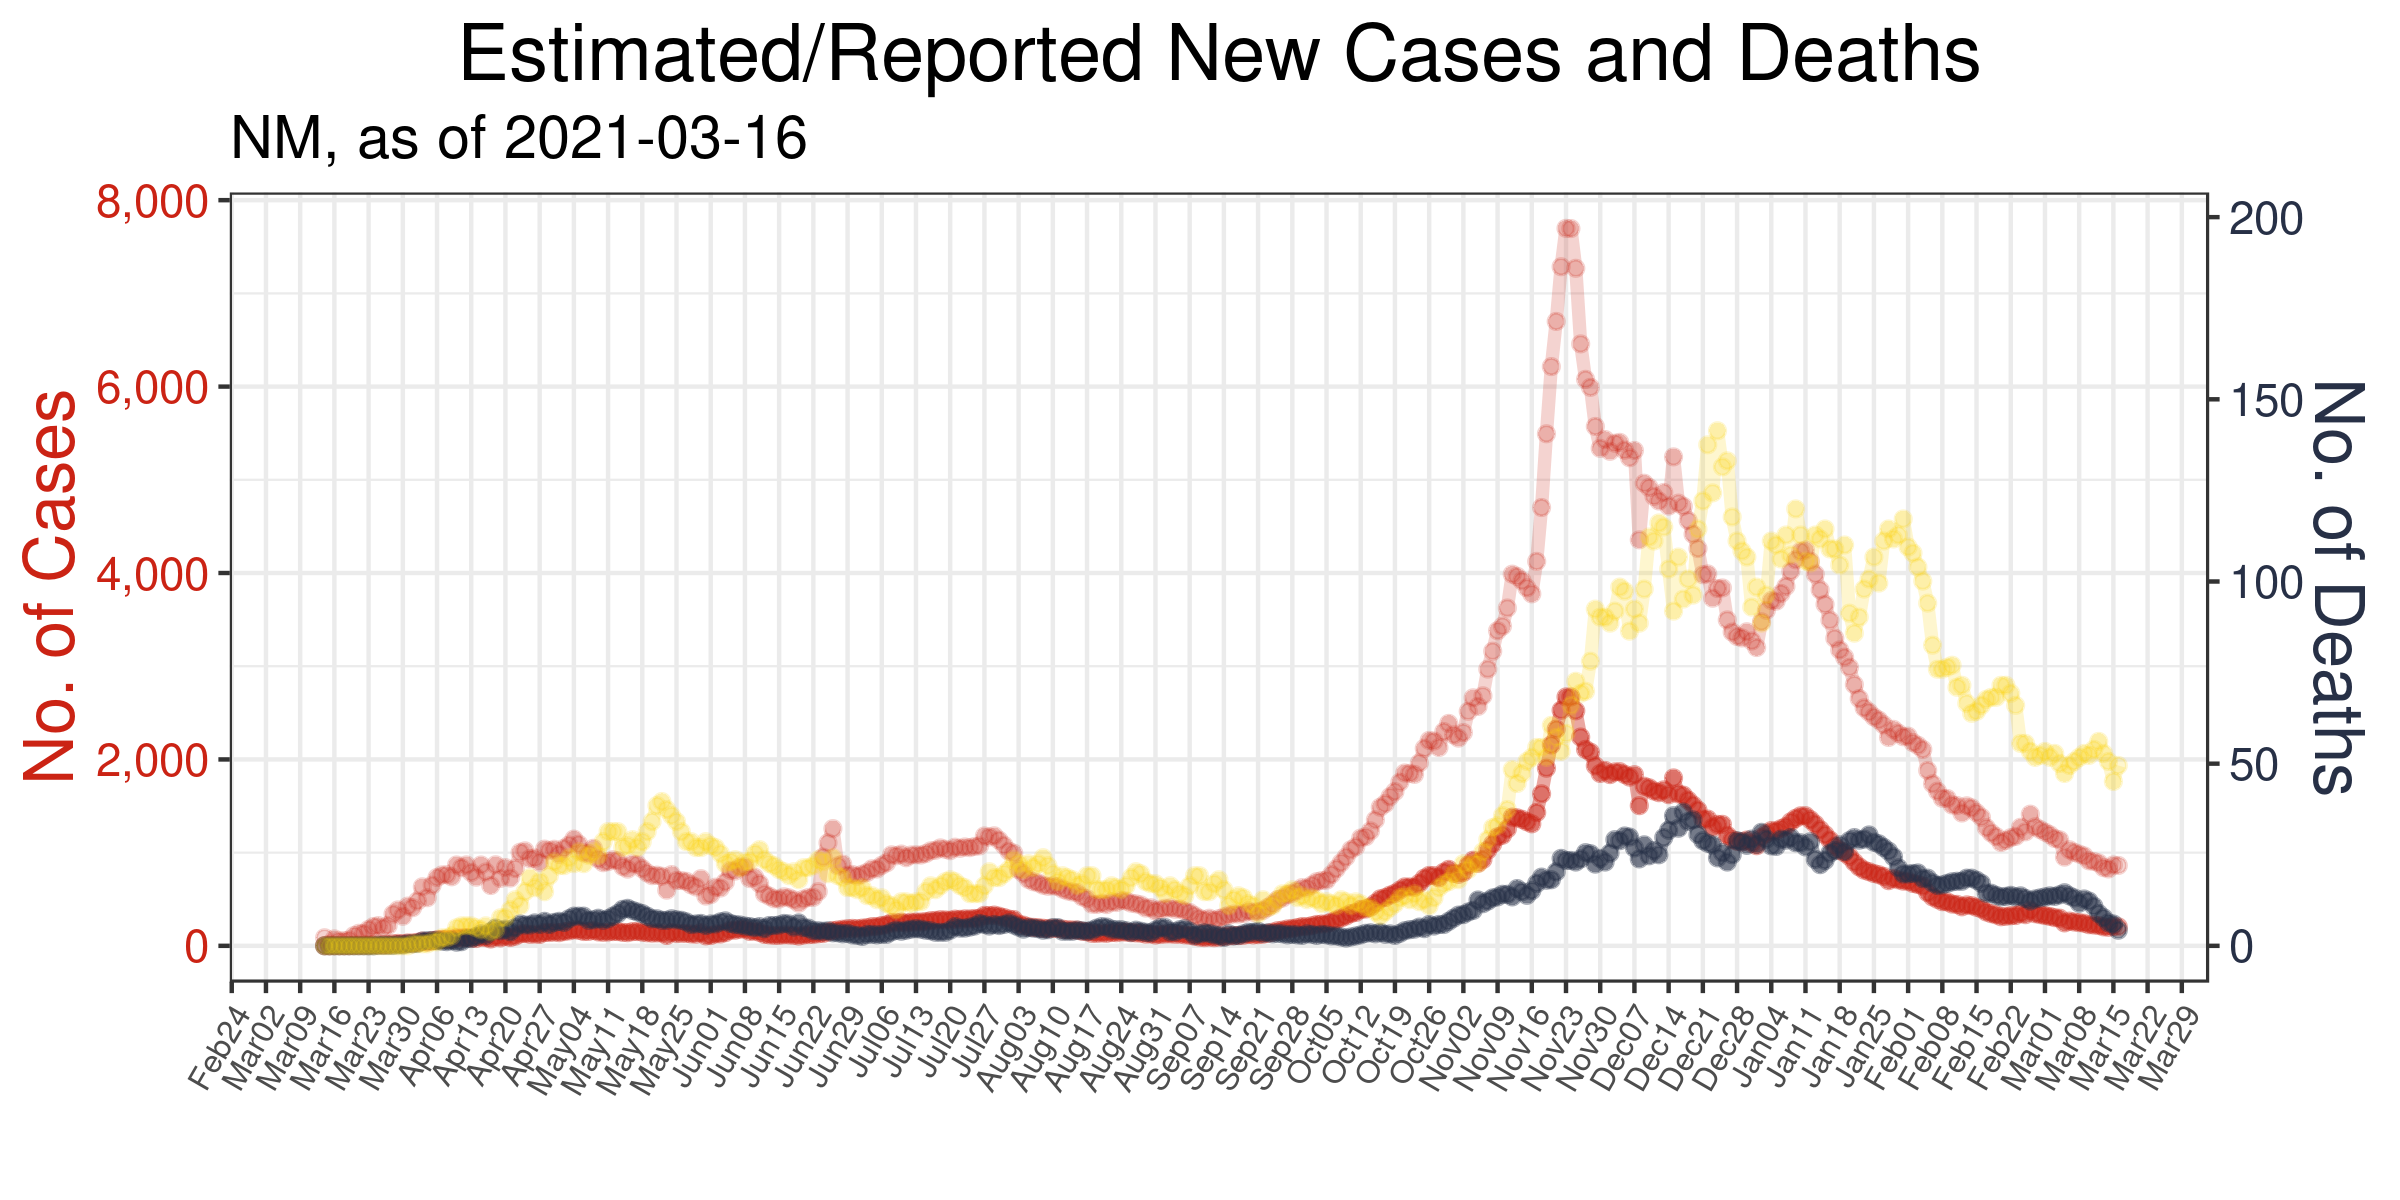 Estimated/Reported New Cases and Deaths
NM, as of 2021-03-16
No. of Cases
8,000
6,000
4,000
2,000
0
200
150
100
50
0
No. of Deaths
Feb24
Mar02
Mar09
Mar16
Mar23
Mar30
Apr06
Apr13
Apr20
Apr27
May04
May11
May18
May25
Jun01
Jun08
Jun15
Jun22
Jun29
Jul06
Jul13
Jul20
Jul27
Aug03
Aug10
Aug17
Aug24
Aug31
Sep07
Sep14
Sep21
Sep28
Oct05
Oct12
Oct19
Oct26
Nov02
Nov09
Nov16
Nov23
Nov30
Dec07
Dec14
Dec21
Dec28
Jan04
Jan11
Jan18
Jan25
Feb01
Feb08
Feb15
Feb22
Mar01
Mar08
Mar15
Mar22
Mar29